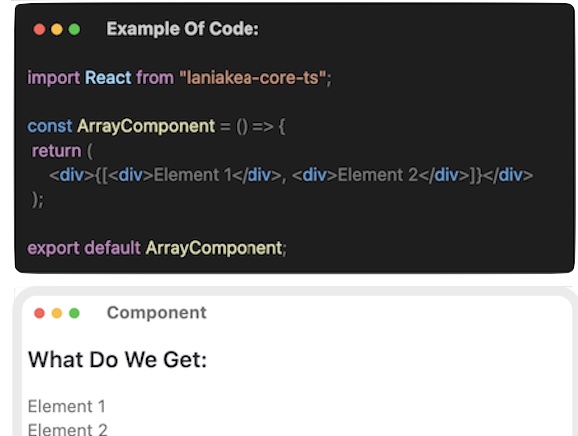 Example Of Code:
import React from "laniakea-core-ts";
const ArrayComponent = () => {
return (
<div>{[<div>Element 1</div>, <div>Element 2</div>]}</div>
);
export default ArrayComponent;
Component
What Do We Get:
Element 1
Element 2